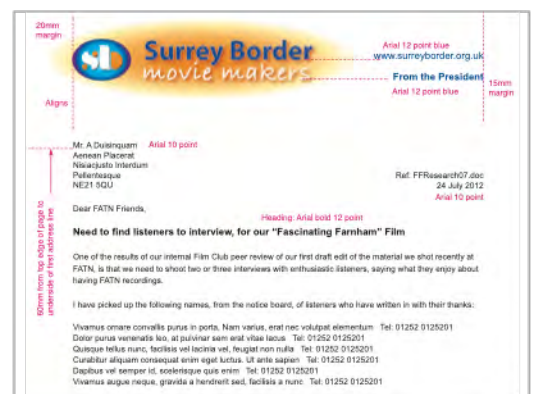 20mm
margin
Arial 12 point blue
sb
Surrey Border
movie makers
www.surreyborder.org.uk
From the President
15mm
margin
Arial 12 point blue
Aligns
Mr. A Duisinquam
Arial 10 point
Aenean Placerat
Nisiacjusto Interdum
Pellentesque
NE21 5QU
Ref: FFResearch07.doc
24 July 2012
Arial 10 point
60mm from top edge of page to
underside of first address line
Dear FATN Friends,
Heading: Arial bold 12 point
Need to find listeners to interview, for our "Fascinating Farnham" Film
One of the results of our internal Film Club peer review of our first draft edit of the material we shot recently at
FATN, is that we need to shoot two or three interviews with enthusiastic listeners, saying what they enjoy about
having FATN recordings.
I have picked up the following names, from the notice board, of listeners who have written in with their thanks:
Vivamus ornare convallis purus in porta, Nam varius, erat nec volutpat elementum Tel: 01252 0125201
Dolor purus venenatis leo, at pulvinar sem erat vitae lacus Tel: 01252 0125201
Quisque tellus nunc, facilisis vel lacinia vel, feugiat non nulla Tel: 01252 0125201
Curabitur aliquam consequat enim eget luctus. Ut ante sapien Tel: 01252 0125201
Dapibus vel semper id, scelerisque quis enim Tel: 01252 0125201
Vivamus augue neque, gravida a hendrerit sed, facilisis a nunc Tel: 01252 0125201